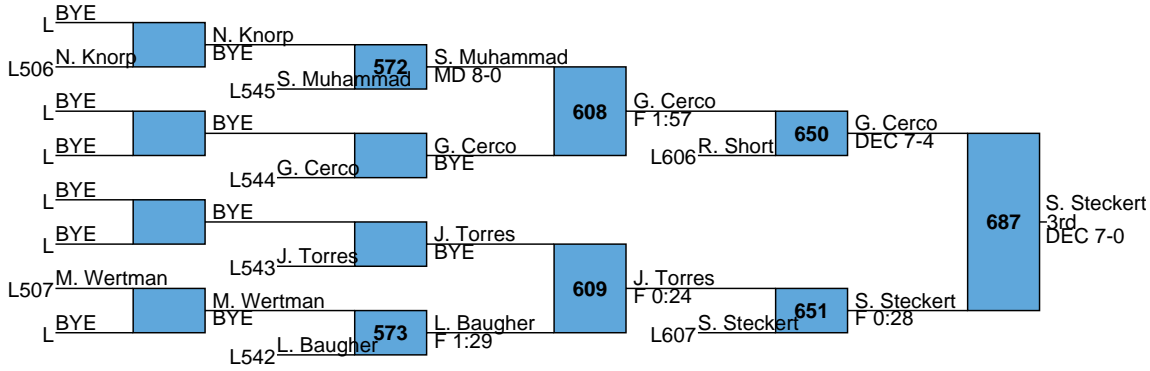 BYE
L
N. Knorp
L506
N. Knorp
BYE
572
S. Muhammad
L545
S. Muhammad
MD 8-0
608
G. Cerco
F 1:57
650
R. Short
L606
G. Cerco
DEC 7-4
687
S. Steckert
3rd
DEC 7-0
BYE
L
BYE
BYE
L
G. Cerco
L544
G. Cerco
BYE
BYE
L
BYE
BYE
L
J. Torres
L543
J. Torres
BYE
609
J. Torres
F 0:24
651
S. Steckert
L607
S. Steckert
F 0:28
M. Wertman
L507
M. Wertman
BYE
BYE
L
573
L. Baugher
L542
L. Baugher
F 1:29